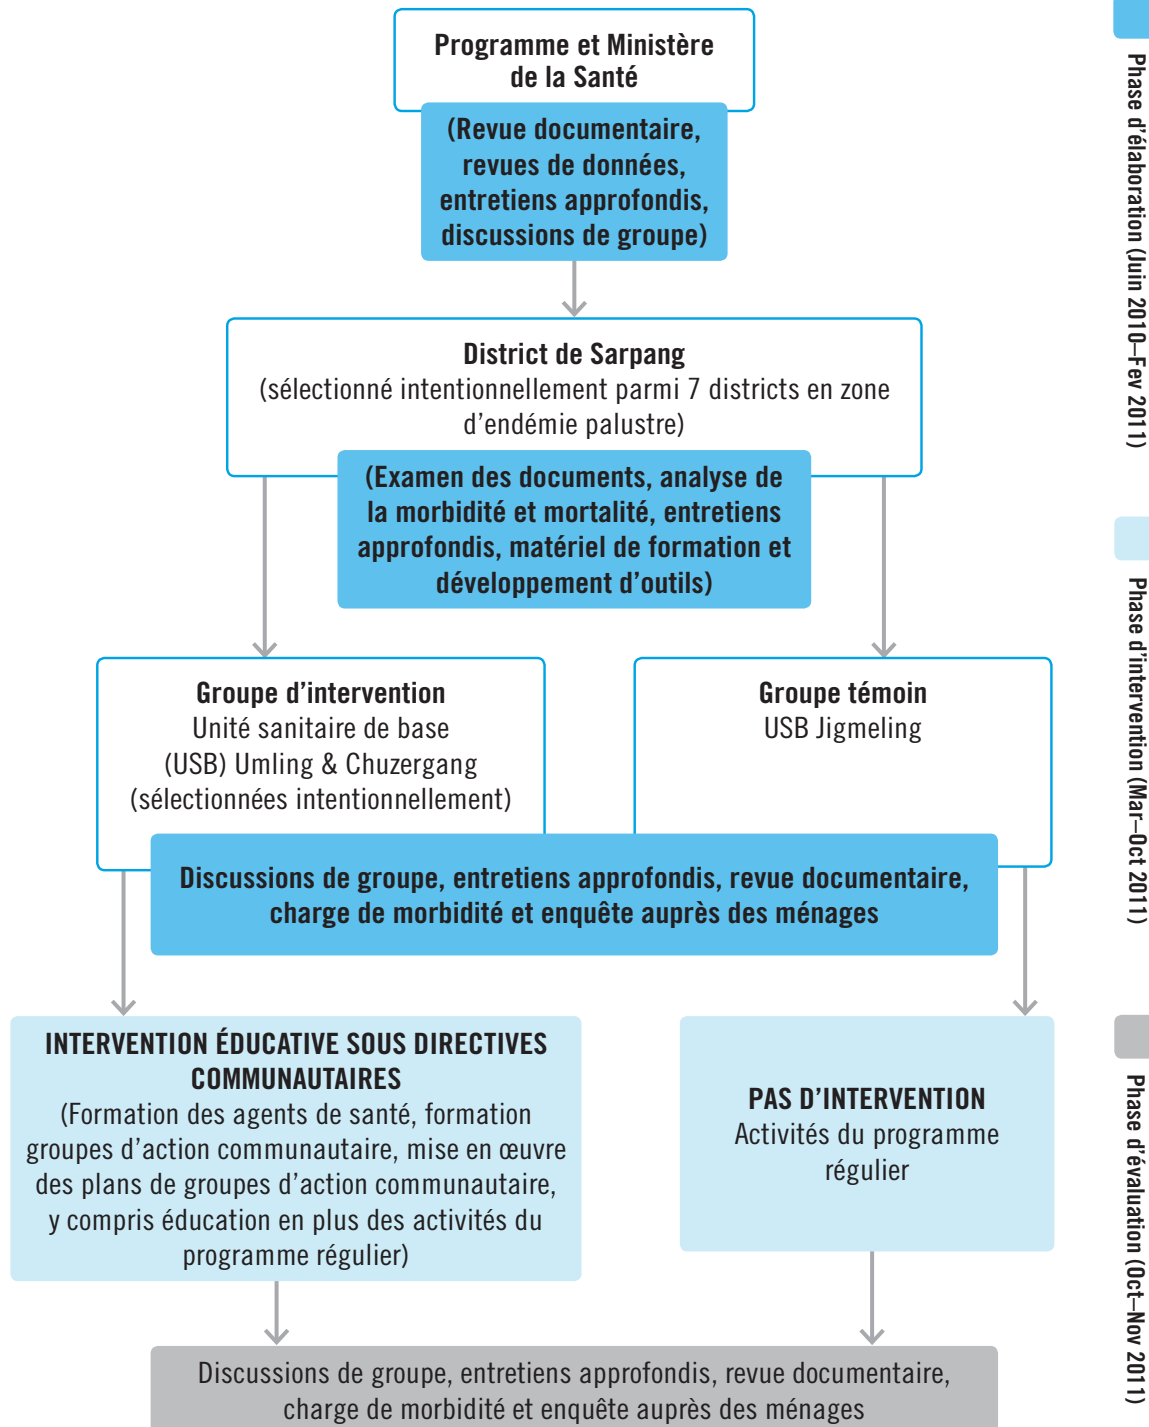 Programme et Ministère
de la Santé
(Revue documentaire,
revues de données,
entretiens approfondis,
discussions de groupe)
District de Sarpang
(sélectionné intentionnellement parmi 7 districts en zone
d'endémie palustre)
(Examen des documents, analyse de
la morbidité et mortalité, entretiens
approfondis, matériel de formation et
développement d'outils)
Groupe d'intervention
Unité sanitaire de base
(USB) Umling & Chuzergang
(sélectionnées intentionnellement)
Groupe témoin
USB Jigmeling
Discussions de groupe, entretiens approfondis, revue documentaire,
charge de morbidité et enquête auprès des ménages
INTERVENTION ÉDUCATIVE SOUS DIRECTIVES
COMMUNAUTAIRES
(Formation des agents de santé, formation
groupes d'action communautaire, mise en œuvre
des plans de groupes d'action communautaire,
y compris éducation en plus des activités du
programme régulier)
PAS D'INTERVENTION
Activités du programme
régulier
Discussions de groupe, entretiens approfondis, revue documentaire,
charge de morbidité et enquête auprès des ménages
Phase d'élaboration (Juin 2010–Fev 2011)
Phase d'intervention (Mar–Oct 2011)
Phase d'évaluation (Oct–Nov 2011)